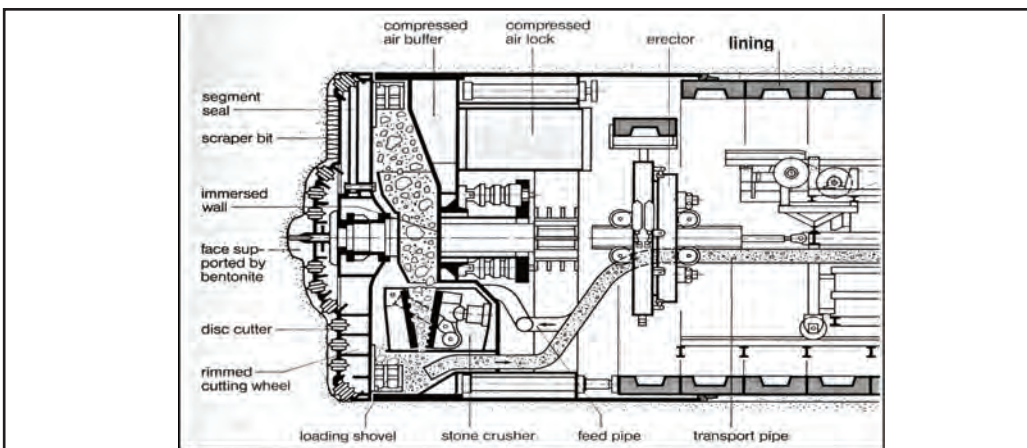 compressed
air buffer
compressed
air lock
erector
lining
segment
seal
scraper bit
immersed
wall
face sup-
ported by
bentonite
disc cutter
rimmed
cutting wheel
loading shovel
stone crusher
feed pipe
transport pipe